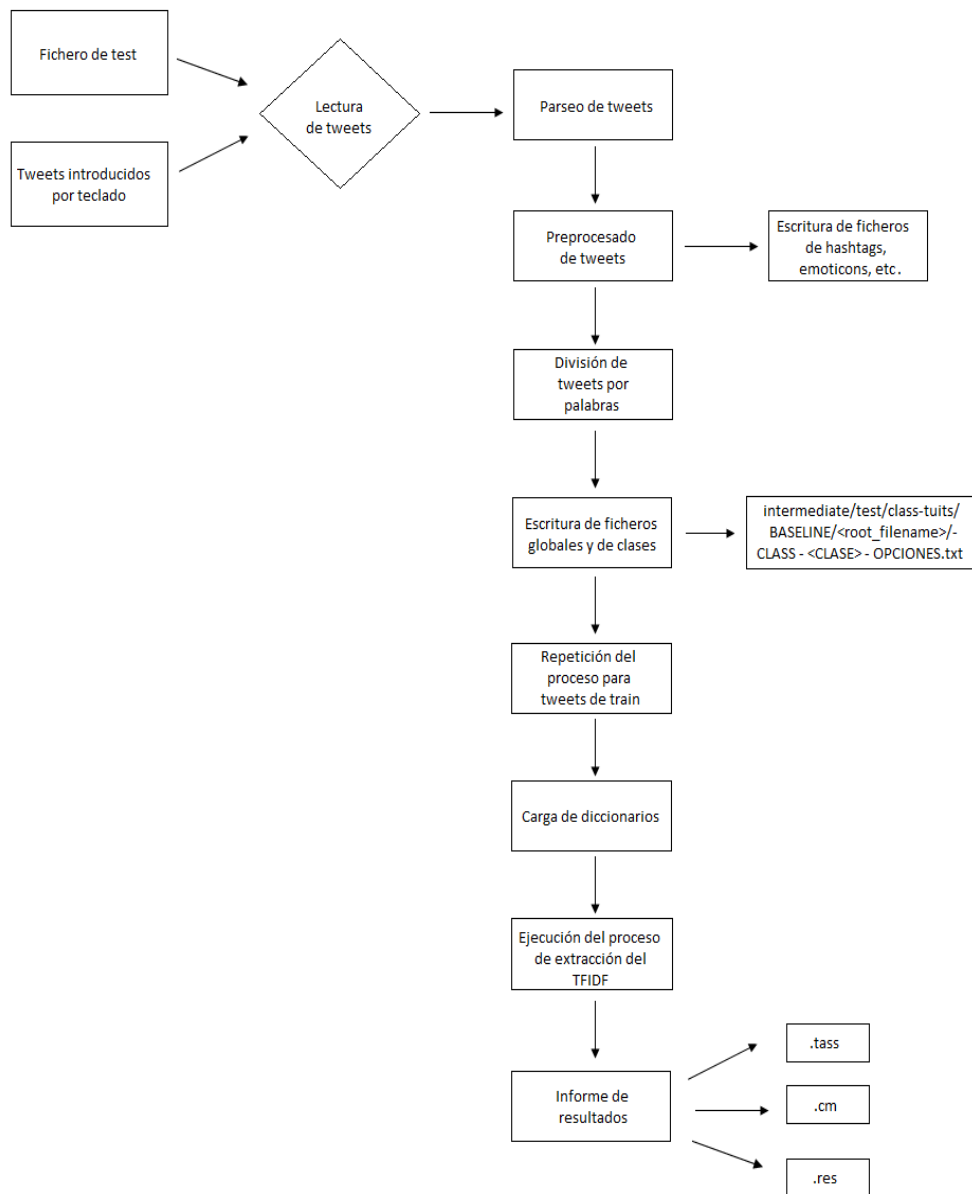 Fichero de test
Lectura
de tweets
Parseo de tweets
Tweets introducidos
por teclado
Preprocesado
de tweets
Escritura de ficheros
de hashtags,
emoticons, etc.
División de
tweets por
palabras
Escritura de ficheros
globales y de clases
intermediate/test/class-tuits/
BASELINE/<root_filename>/-
CLASS - <CLASE> - OPCIONES.txt
Repetición del
proceso para
tweets de train
Carga de diccionarios
Ejecución del proceso
de extracción del
TFIDF
Informe de
resultados
.tass
.cm
.res